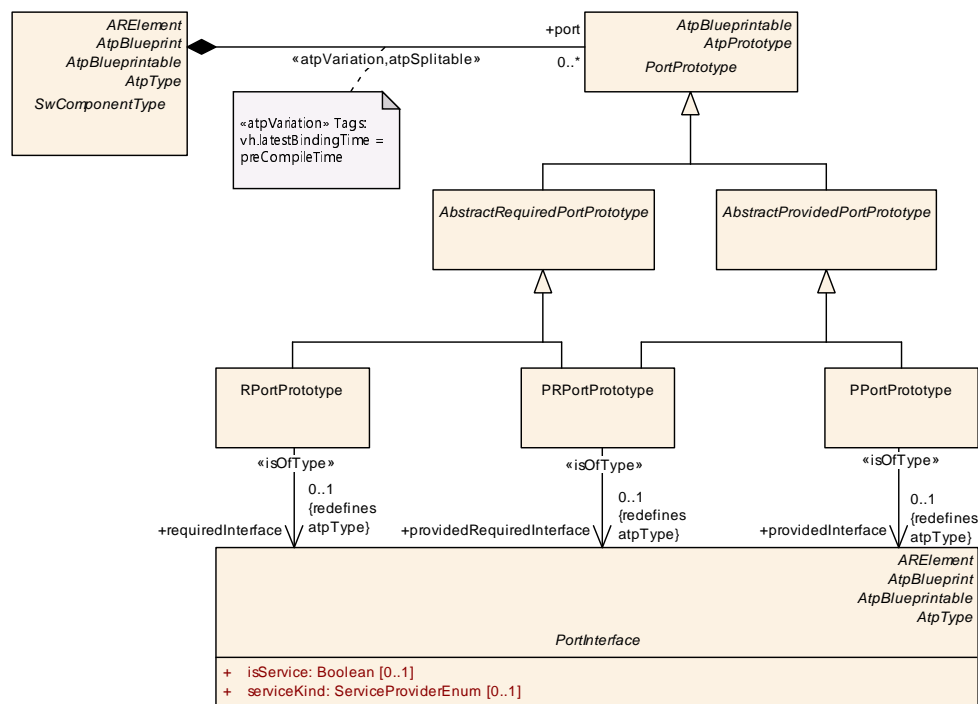 ARElement
AtpBlueprint
AtpBlueprintable
AtpType
SwComponentType
+port
«atpVariation,atpSplitable»
0..*
AtpBlueprintable
AtpPrototype
PortPrototype
«atpVariation» Tags:
vh.latestBindingTime =
preCompileTime
AbstractRequiredPortPrototype
AbstractProvidedPortPrototype
RPortPrototype
PRPortPrototype
PPortPrototype
«isOfType»
«isOfType»
«isOfType»
+requiredInterface
0..1
{redefines
atpType}
+providedRequiredInterface
0..1
{redefines
atpType}
+providedInterface
0..1
{redefines
atpType}
ARElement
AtpBlueprint
AtpBlueprintable
AtpType
PortInterface
+ isService: Boolean [0..1]
+ serviceKind: ServiceProviderEnum [0..1]